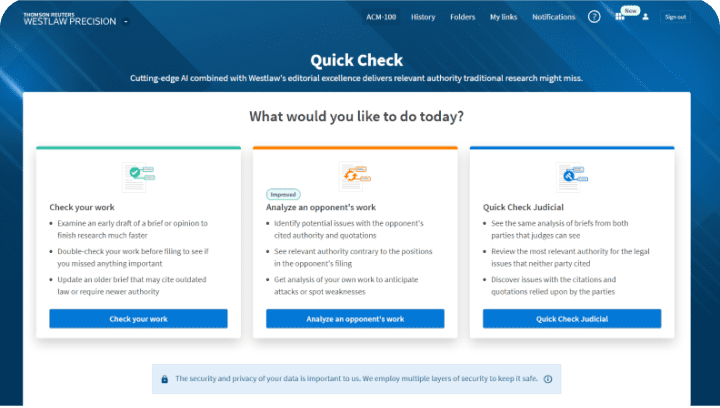 THOMSON REUTERS
WESTLAW PRECISION
ACM-100 History Folders My links Notifications ? New Sign out
Quick Check
Cutting-edge AI combined with Westlaw's editorial excellence delivers relevant authority traditional research might miss.
What would you like to do today?
Check your work
Examine an early draft of a brief or opinion to
finish research much faster
Double-check your work before filing to see if
you missed anything important
Update an older brief that may cite outdated
law or require newer authority
Check your work
Improved
Analyze an opponent's work
Identify potential issues with the opponent's
cited authority and quotations
See relevant authority contrary to the positions
in the opponent's filing
Get analysis of your own work to anticipate
attacks or spot weaknesses
Analyze an opponent's work
Quick Check Judicial
See the same analysis of briefs from both
parties that judges can see
Review the most relevant authority for the legal
issues that neither party cited
Discover issues with the citations and
quotations relied upon by the parties
Quick Check Judicial
The security and privacy of your data is important to us. We employ multiple layers of security to keep it safe.